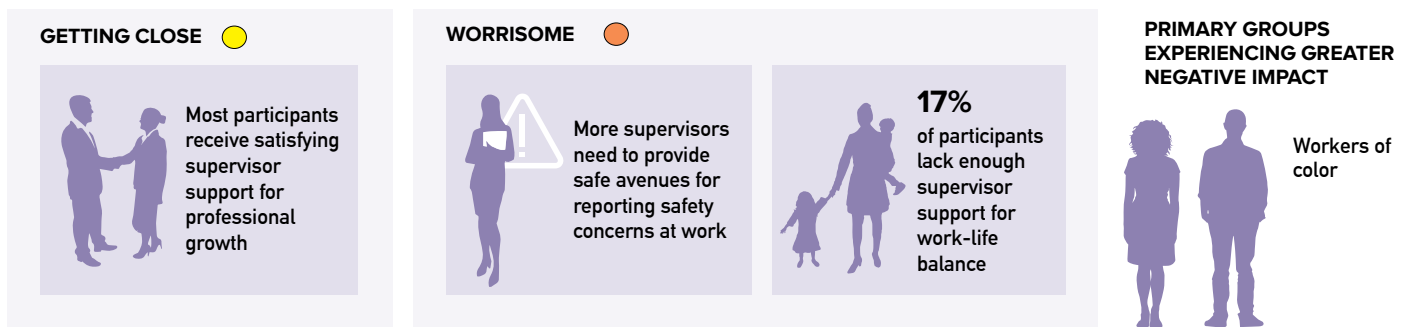 GETTING CLOSE
Most participants
receive satisfying
supervisor
support for
professional
growth
WORRISOME
!
More supervisors
need to provide
safe avenues for
reporting safety
concerns at work
17%
of participants
lack enough
supervisor
support for
work-life
balance
PRIMARY GROUPS
EXPERIENCING GREATER
NEGATIVE IMPACT
Workers of
color